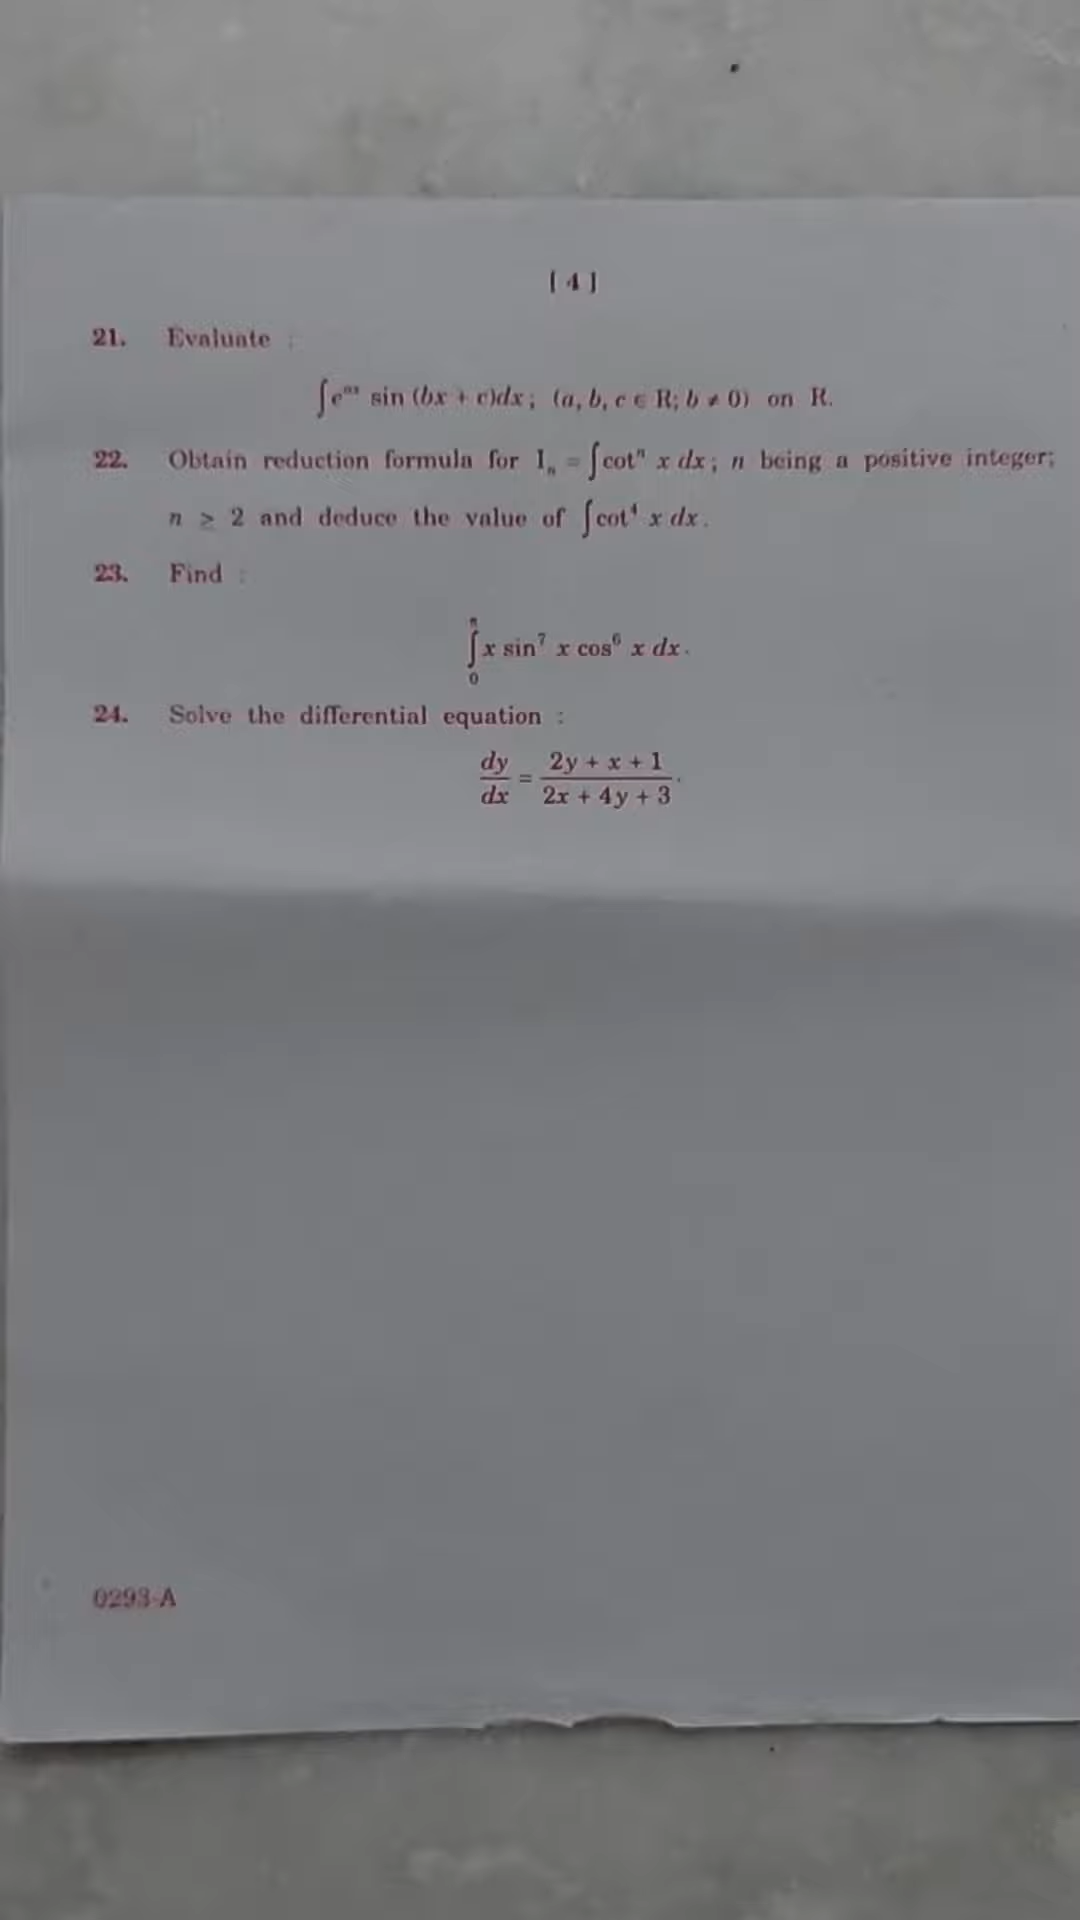 [ 4 ]
21. Evaluate :
∫e^{ax} sin (bx + c)dx; (a, b, c ∈ R; b ≠ 0) on R.
22. Obtain reduction formula for I_n = ∫cot^n x dx; n being a positive integer;
n ≥ 2 and deduce the value of ∫cot^4 x dx.
23. Find :
∫_0^π x sin^7 x cos^6 x dx.
24. Solve the differential equation :
dy/dx = (2y + x + 1)/(2x + 4y + 3).
0293-A